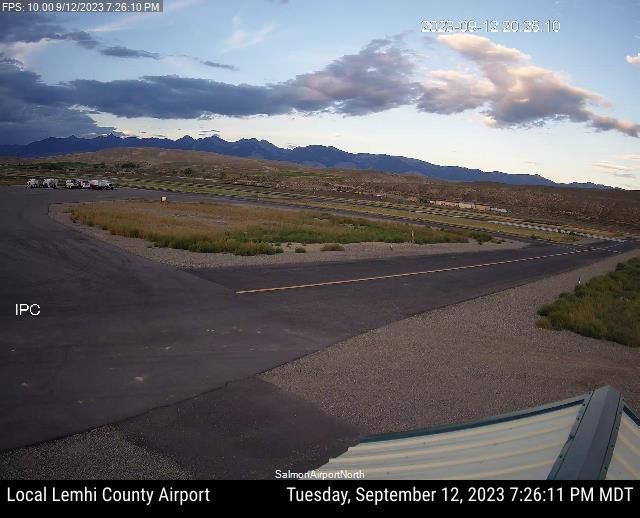 FPS: 10.00 9/12/2023 7:26:10 PM
2023-09-12 20:26:10
IPC
SalmonAirportNorth
Local Lemhi County Airport Tuesday, September 12, 2023 7:26:11 PM MDT